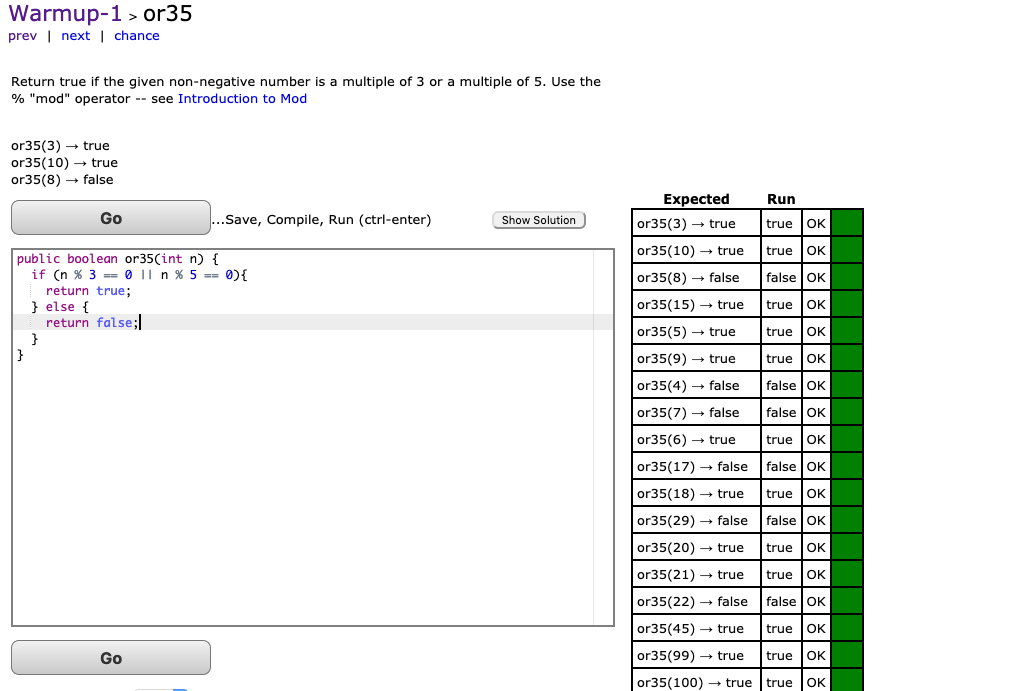 Warmup-1 > or35
prev | next | chance
Return true if the given non-negative number is a multiple of 3 or a multiple of 5. Use the
% "mod" operator -- see Introduction to Mod
or35(3) → true
or35(10) → true
or35(8) → false
Go
...Save, Compile, Run (ctrl-enter)
Show Solution
public boolean or35(int n) {
  if (n % 3 == 0 || n % 5 == 0){
    return true;
  } else {
    return false;
  }
}
Go
Expected Run
or35(3) → true true OK
or35(10) → true true OK
or35(8) → false false OK
or35(15) → true true OK
or35(5) → true true OK
or35(9) → true true OK
or35(4) → false false OK
or35(7) → false false OK
or35(6) → true true OK
or35(17) → false false OK
or35(18) → true true OK
or35(29) → false false OK
or35(20) → true true OK
or35(21) → true true OK
or35(22) → false false OK
or35(45) → true true OK
or35(99) → true true OK
or35(100) → true true OK